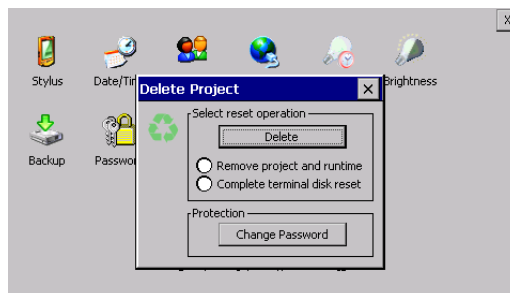 X
Stylus
Brightness
Delete Project
Select reset operation
Delete
Remove project and runtime
Complete terminal disk reset
Backup
Protection
Change Password